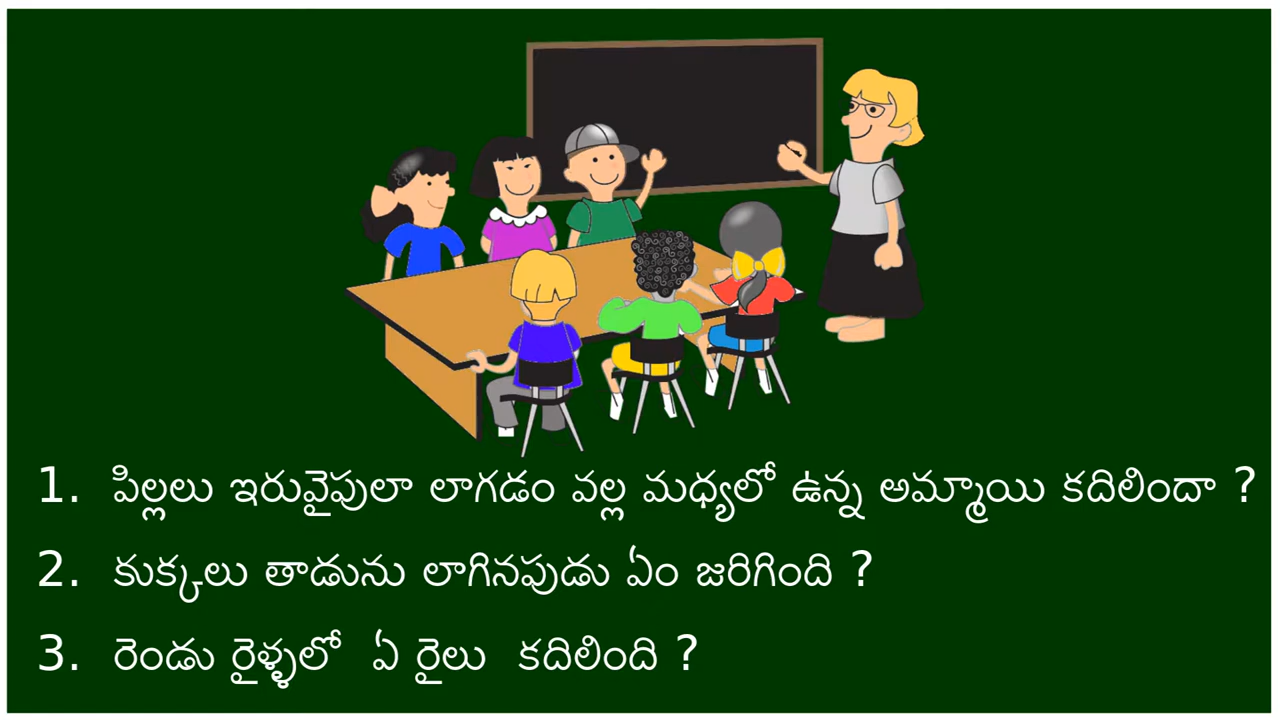 1. పిల్లలు ఇరువైపులా లాగడం వల్ల మధ్యలో ఉన్న అమ్మాయి కదిలిందా ?
2. కుక్కలు తాడును లాగినపుడు ఏం జరిగింది ?
3. రెండు రైళ్ళలో ఏ రైలు కదిలింది ?